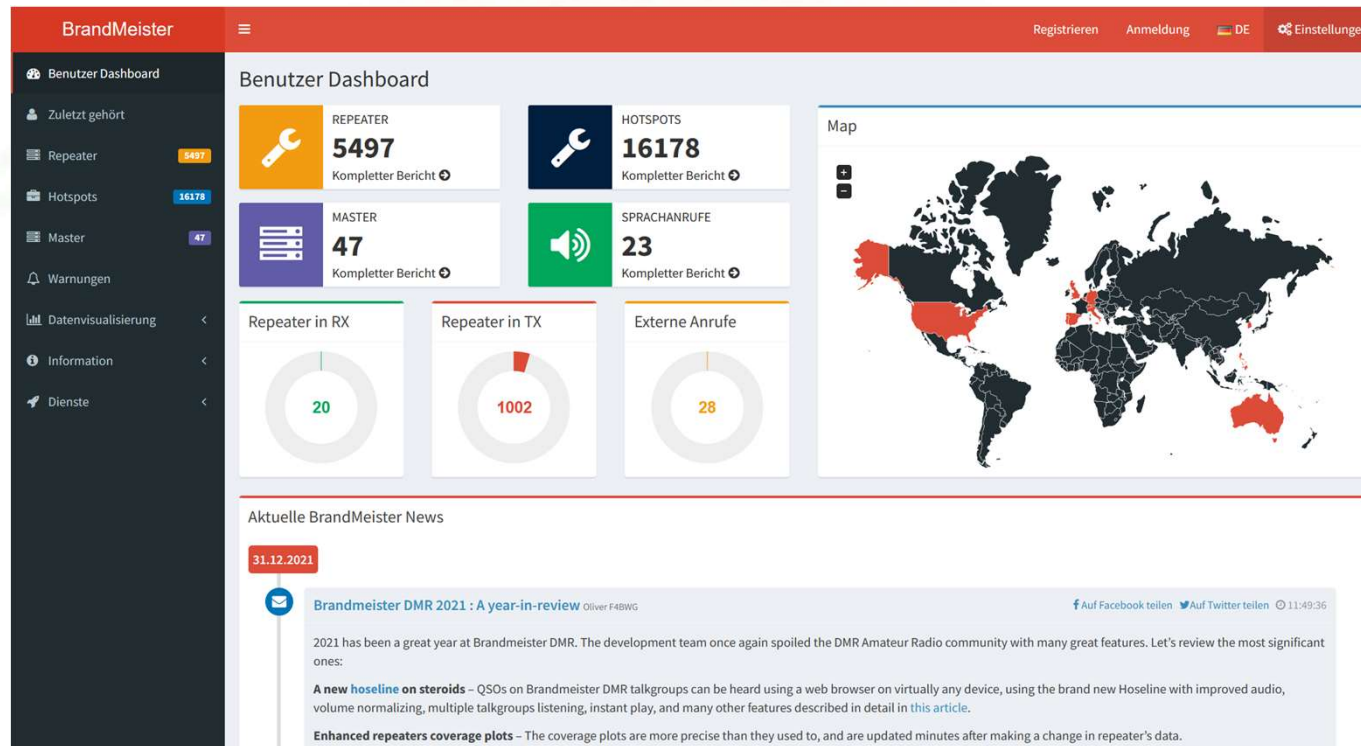 BrandMeister
Registrieren
Anmeldung
DE
Einstellunge
Benutzer Dashboard
Zuletzt gehört
Repeater
5497
Hotspots
16178
Master
47
Warnungen
Datenvisualisierung
Information
Dienste
Benutzer Dashboard
REPEATER
5497
Kompletter Bericht
HOTSPOTS
16178
Kompletter Bericht
MASTER
47
Kompletter Bericht
SPRACHANRUFE
23
Kompletter Bericht
Repeater in RX
20
Repeater in TX
1002
Externe Anrufe
28
Map
+
-
Aktuelle BrandMeister News
31.12.2021
Brandmeister DMR 2021 : A year-in-review Oliver F4BWG
Auf Facebook teilen Auf Twitter teilen 11:49:36
2021 has been a great year at Brandmeister DMR. The development team once again spoiled the DMR Amateur Radio community with many great features. Let's review the most significant
ones:
A new hoseline on steroids – QSOs on Brandmeister DMR talkgroups can be heard using a web browser on virtually any device, using the brand new Hoseline with improved audio,
volume normalizing, multiple talkgroups listening, instant play, and many other features described in detail in this article.
Enhanced repeaters coverage plots – The coverage plots are more precise than they used to, and are updated minutes after making a change in repeater's data.